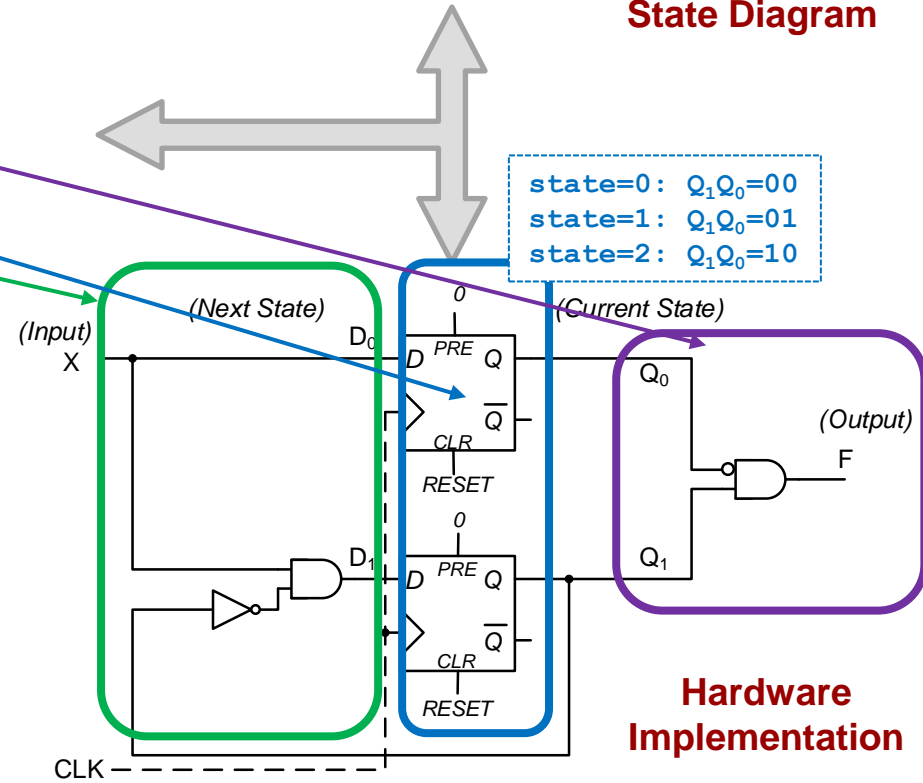 State Diagram
state=0: Q₁Q₀=00
state=1: Q₁Q₀=01
state=2: Q₁Q₀=10
0
(Next State)
(Current State)
(Input)
X
D₀
D
PRE
Q
Q₀
Q̅
(Output)
F
CLR
RESET
0
D₁
D
PRE
Q
Q₁
Q̅
CLR
RESET
Hardware
Implementation
CLK